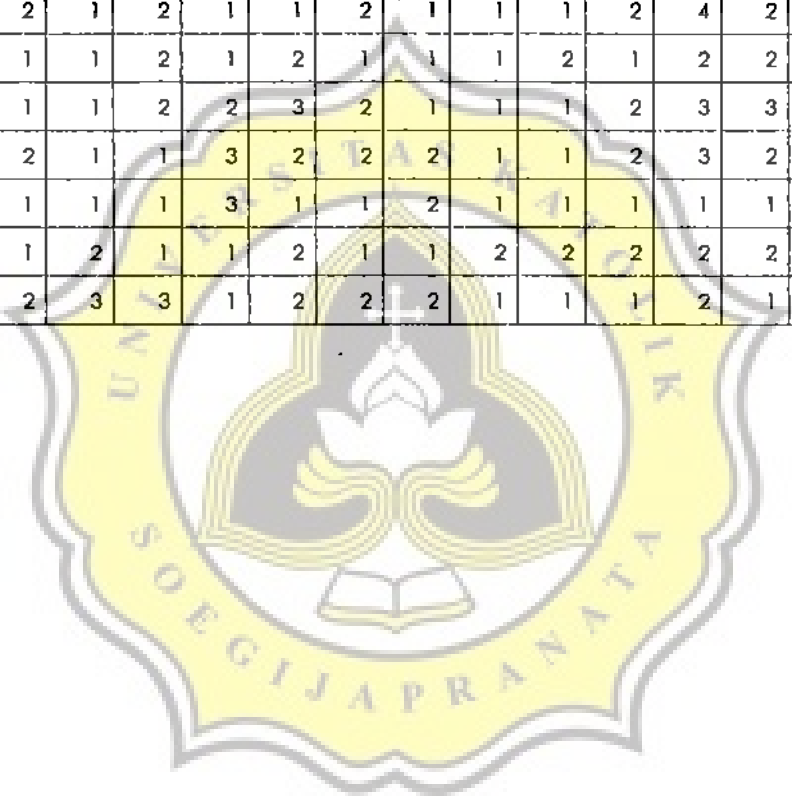 2 1 2 1 1 2 1 1 1 2 4 2
1 1 2 1 2 1 1 1 2 1 2 2
1 1 2 2 3 2 1 1 1 2 3 3
2 1 1 3 2 2 2 1 1 2 3 2
1 1 1 3 1 1 2 1 1 1 1 1
1 2 1 1 2 1 1 2 2 2 2 2
2 3 3 1 2 2 2 1 1 1 2 1
UNIVERSITAS KATOLIK
SOEGIJAPRANATA